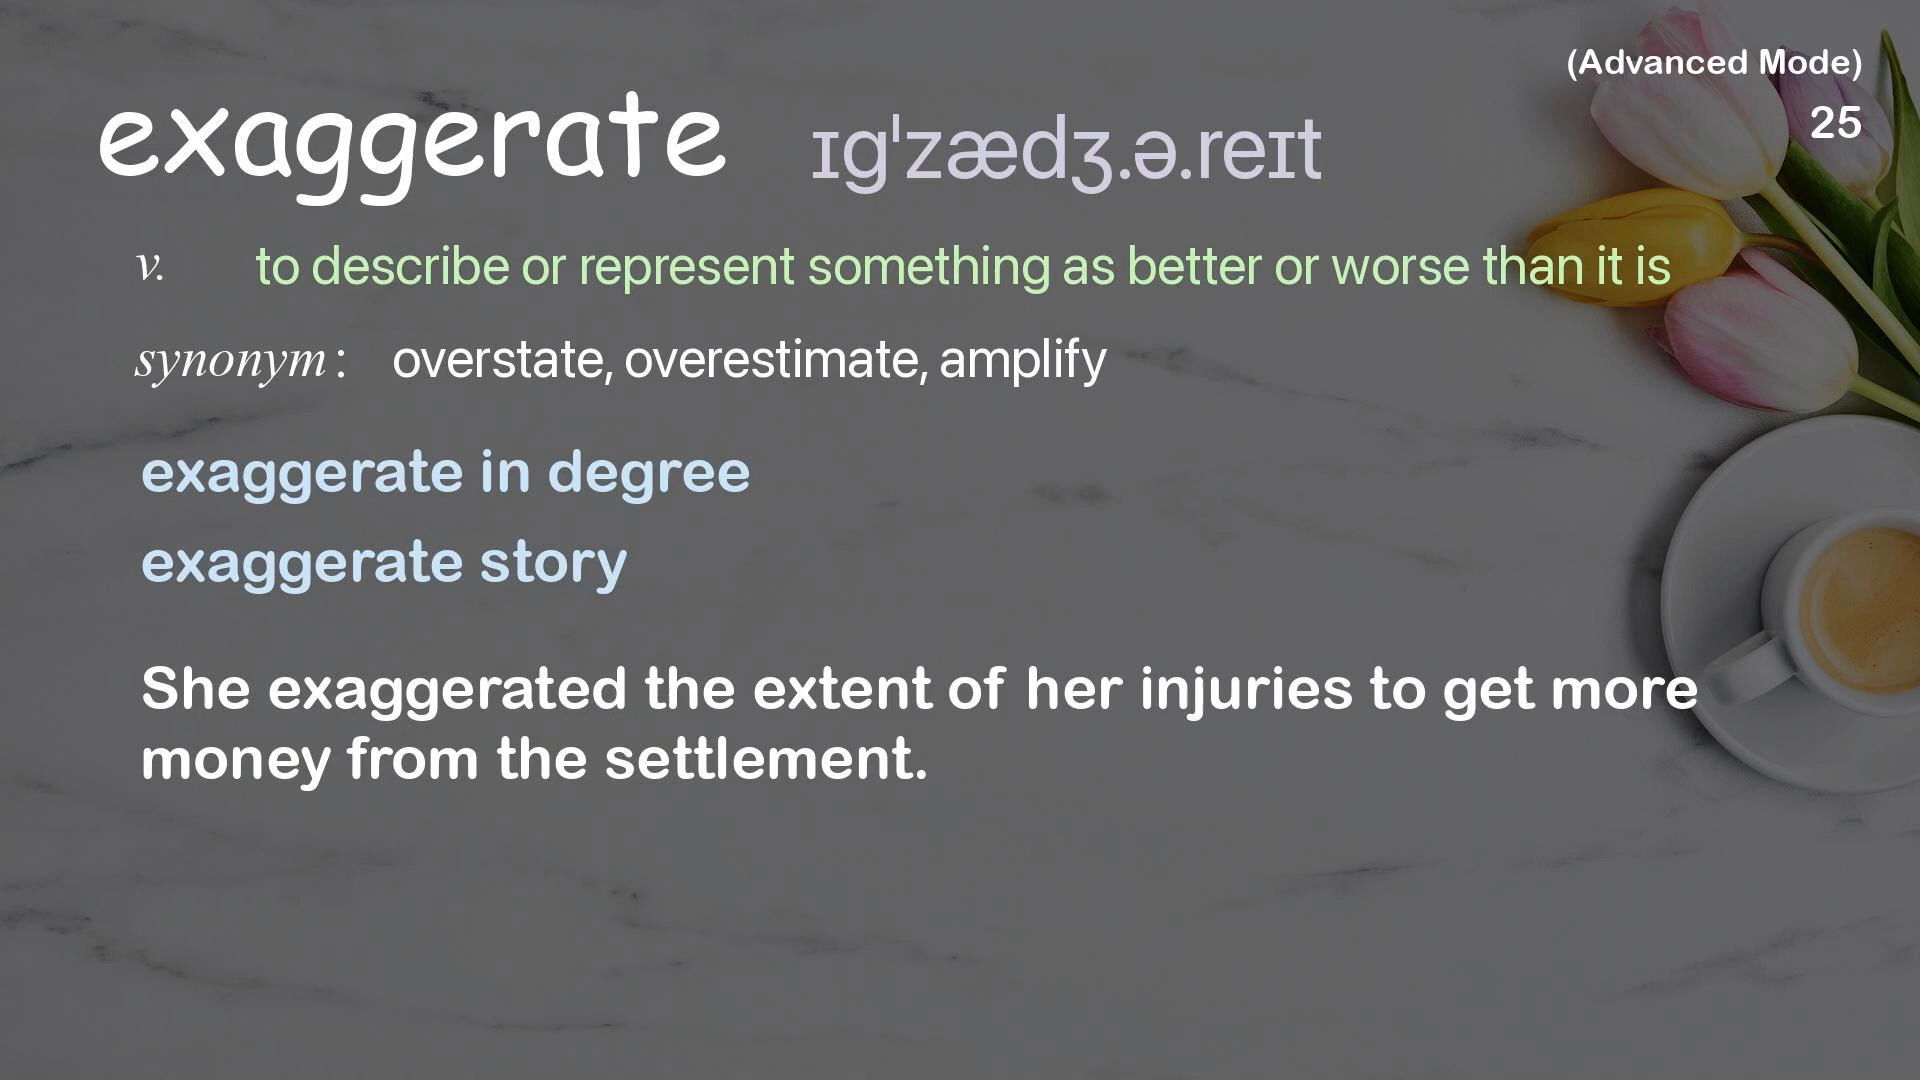 (Advanced Mode)
25
exaggerate ɪgˈzædʒ.ə.reɪt
v. to describe or represent something as better or worse than it is
synonym: overstate, overestimate, amplify
exaggerate in degree
exaggerate story
She exaggerated the extent of her injuries to get more
money from the settlement.